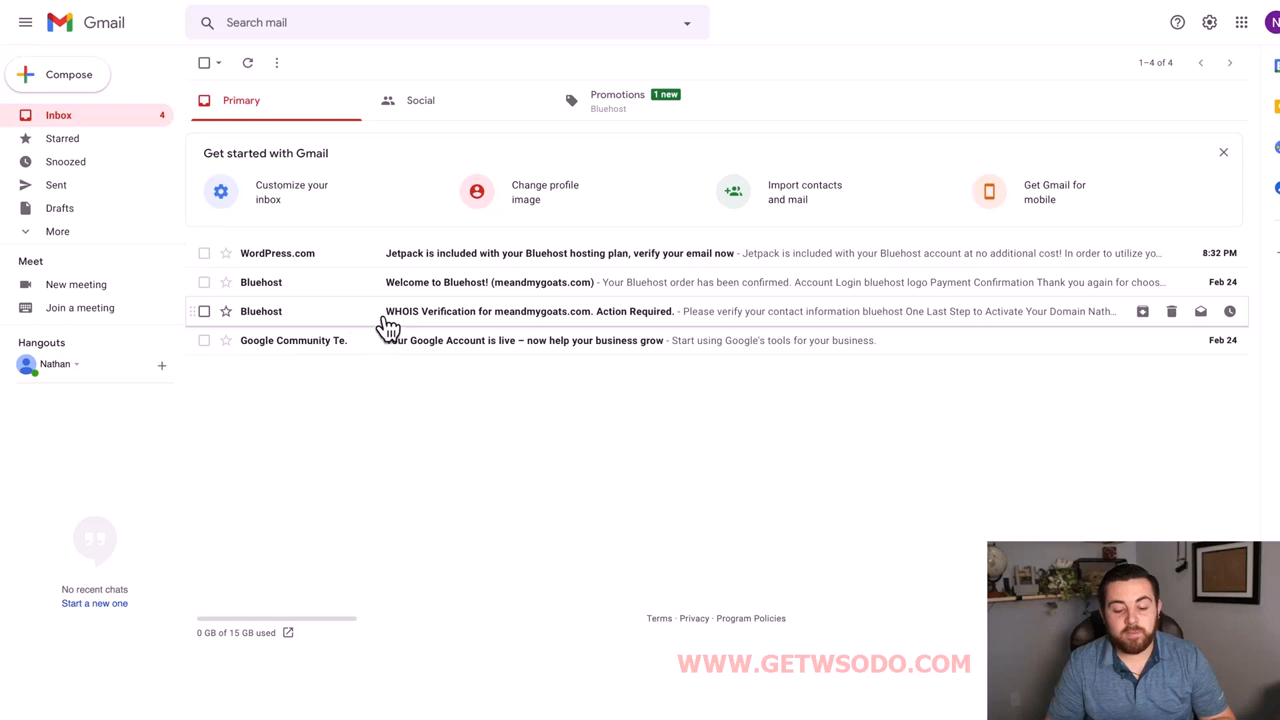 Gmail
Search mail
Compose
1–4 of 4
Inbox 4
Primary
Social
Promotions 1 new
Bluehost
Starred
Snoozed
Sent
Drafts
More
Get started with Gmail
Customize your inbox
Change profile image
Import contacts and mail
Get Gmail for mobile
WordPress.com Jetpack is included with your Bluehost hosting plan, verify your email now - Jetpack is included with your Bluehost account at no additional cost! In order to utilize yo... 8:32 PM
Bluehost Welcome to Bluehost! (meandmygoats.com) - Your Bluehost order has been confirmed. Account Login bluehost logo Payment Confirmation Thank you again for choos... Feb 24
Bluehost WHOIS Verification for meandmygoats.com. Action Required. - Please verify your contact information bluehost One Last Step to Activate Your Domain Nath...
Google Community Te. Your Google Account is live – now help your business grow - Start using Google's tools for your business. Feb 24
Meet
New meeting
Join a meeting
Hangouts
Nathan
No recent chats
Start a new one
0 GB of 15 GB used
Terms · Privacy · Program Policies
WWW.GETWSODO.COM
N